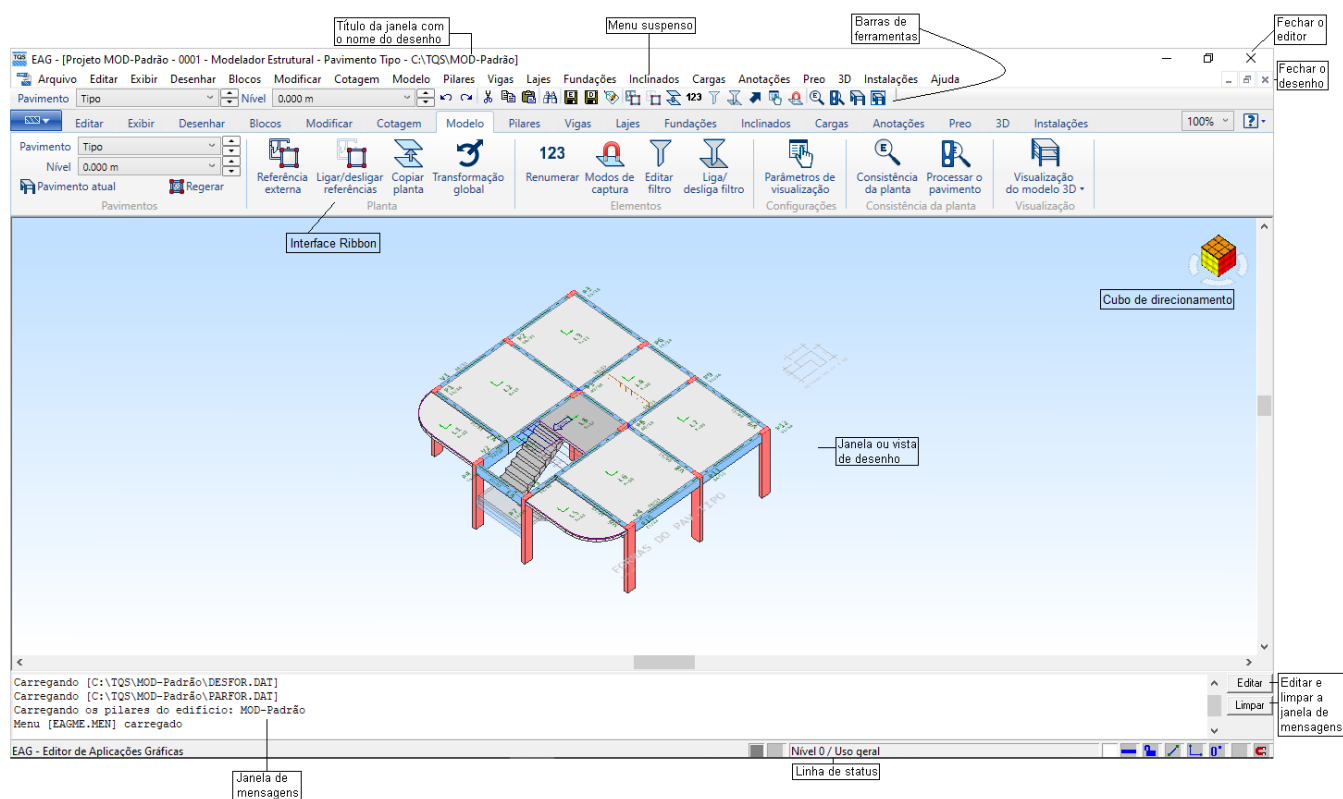 Título da janela com
o nome do desenho
Menu suspenso
Barras de
ferramentas
Fechar o
editor
TQS EAG - [Projeto MOD-Padrão - 0001 - Modelador Estrutural - Pavimento Tipo - C:\TQS\MOD-Padrão]
Arquivo Editar Exibir Desenhar Blocos Modificar Cotagem Modelo Pilares Vigas Lajes Fundações Inclinados Cargas Anotações Preo 3D Instalações Ajuda
Fechar o
desenho
Pavimento Tipo Nível 0.000 m 123
Editar Exibir Desenhar Blocos Modificar Cotagem Modelo Pilares Vigas Lajes Fundações Inclinados Cargas Anotações Preo 3D Instalações 100% ?
Pavimento Tipo
Nível 0.000 m
Pavimento atual Regerar
Pavimentos
Referência
externa
Ligar/desligar
referências
Copiar
planta
Transformação
global
Planta
123
Renumerar
Modos de
captura
Editar
filtro
Liga/
desliga filtro
Elementos
Parâmetros de
visualização
Configurações
Consistência
da planta
Processar o
pavimento
Consistência da planta
Visualização
do modelo 3D
Visualização
Interface Ribbon
Cubo de direcionamento
Janela ou vista
de desenho
FORMAS DO PAV TIPO
Carregando [C:\TQS\MOD-Padrão\DESFOR.DAT]
Carregando [C:\TQS\MOD-Padrão\PARFOR.DAT]
Carregando os pilares do edifício: MOD-Padrão
Menu [EAGME.MEN] carregado
Editar
Limpar
Editar e
limpar a
janela de
mensagens
EAG - Editor de Aplicações Gráficas
Nível 0 / Uso geral
0°
Janela de
mensagens
Linha de status